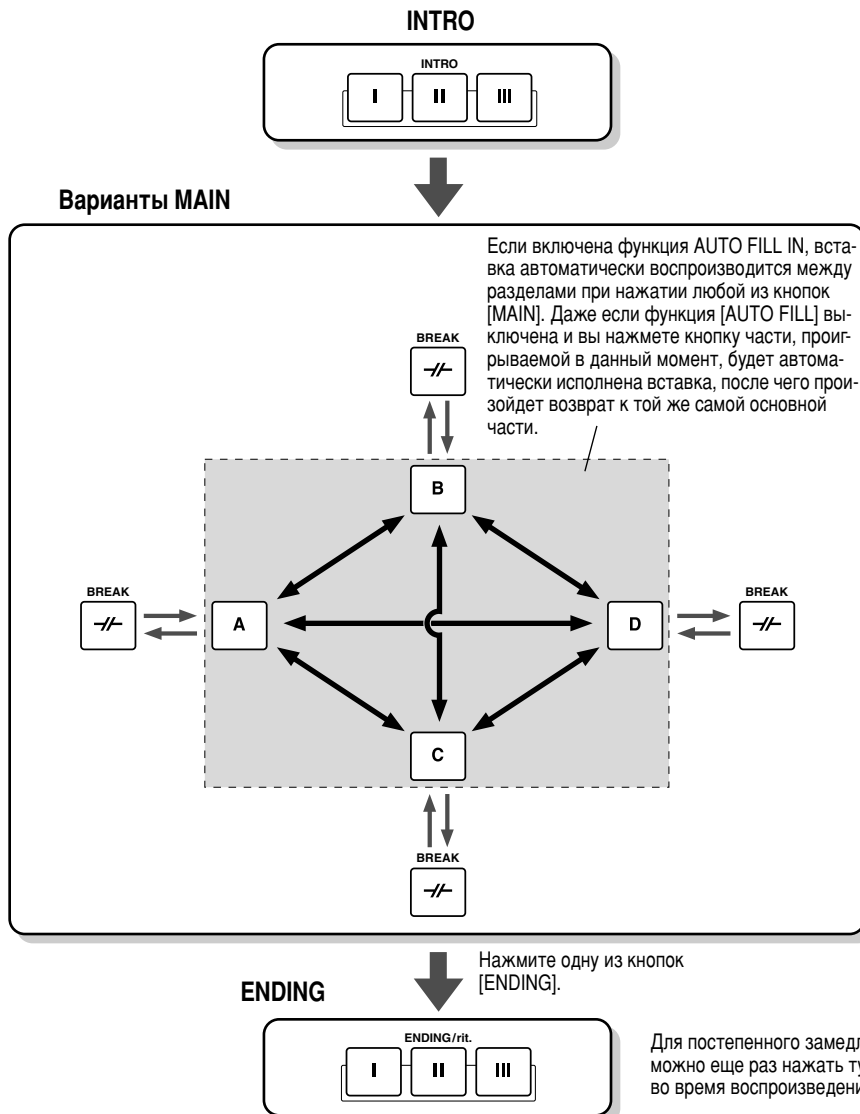 INTRO
INTRO
I II III
Варианты MAIN
Если включена функция AUTO FILL IN, вста-
вка автоматически воспроизводится между
разделами при нажатии любой из кнопок
[MAIN]. Даже если функция [AUTO FILL] вы-
ключена и вы нажмете кнопку части, проиг-
рываемой в данный момент, будет автома-
тически исполнена вставка, после чего прои-
зойдет возврат к той же самой основной
части.
BREAK
B
BREAK
A
D
BREAK
C
BREAK
Нажмите одну из кнопок
[ENDING].
ENDING
ENDING/rit.
I II III
Для постепенного
можно еще раз нажать
во время